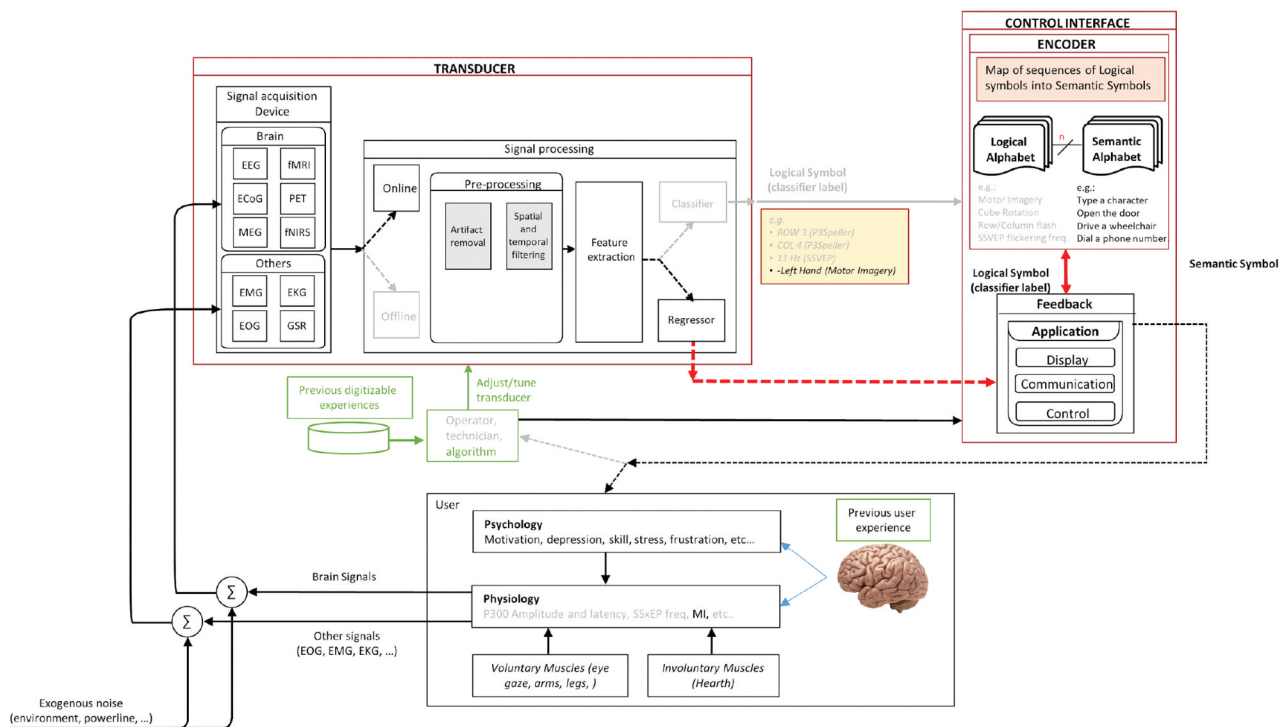 CONTROL INTERFACE
ENCODER
Map of sequences of Logical
symbols into Semantic Symbols
Logical
Alphabet
n
Semantic
Alphabet
e.g.:
Motor Imagery
Cube Rotation
Row/Column flash
SSVEP flickering freq.
e.g.:
Type a character
Open the door
Drive a wheelchair
Dial a phone number.
TRANSDUCER
Signal acquisition
Device
Brain
EEG
fMRI
ECoG
PET
MEG
fNIRS
Others
EMG
EKG
EOG
GSR
Signal processing
Online
Offline
Pre-processing
Artifact
removal
Spatial
and
temporal
filtering
Feature
extraction
Classifier
Regressor
Logical Symbol
(classifier label)
e.g.
• ROW 3 (P3Speller)
• COL 4 (P3Speller)
• 11 Hz (SSVEP)
• -Left Hand (Motor Imagery)
Logical Symbol
(classifier label)
Semantic Symbol
Feedback
Application
Display
Communication
Control
Previous digitizable
experiences
Adjust/tune
transducer
Operator,
technician,
algorithm
User
Psychology
Motivation, depression, skill, stress, frustration, etc...
Previous user
experience
Physiology
P300 Amplitude and latency, SSxEP freq, MI, etc..
Voluntary Muscles (eye
gaze, arms, legs, )
Involuntary Muscles
(Hearth)
Brain Signals
Σ
Σ
Other signals
(EOG, EMG, EKG, ...)
Exogenous noise
(environment, powerline, ...)